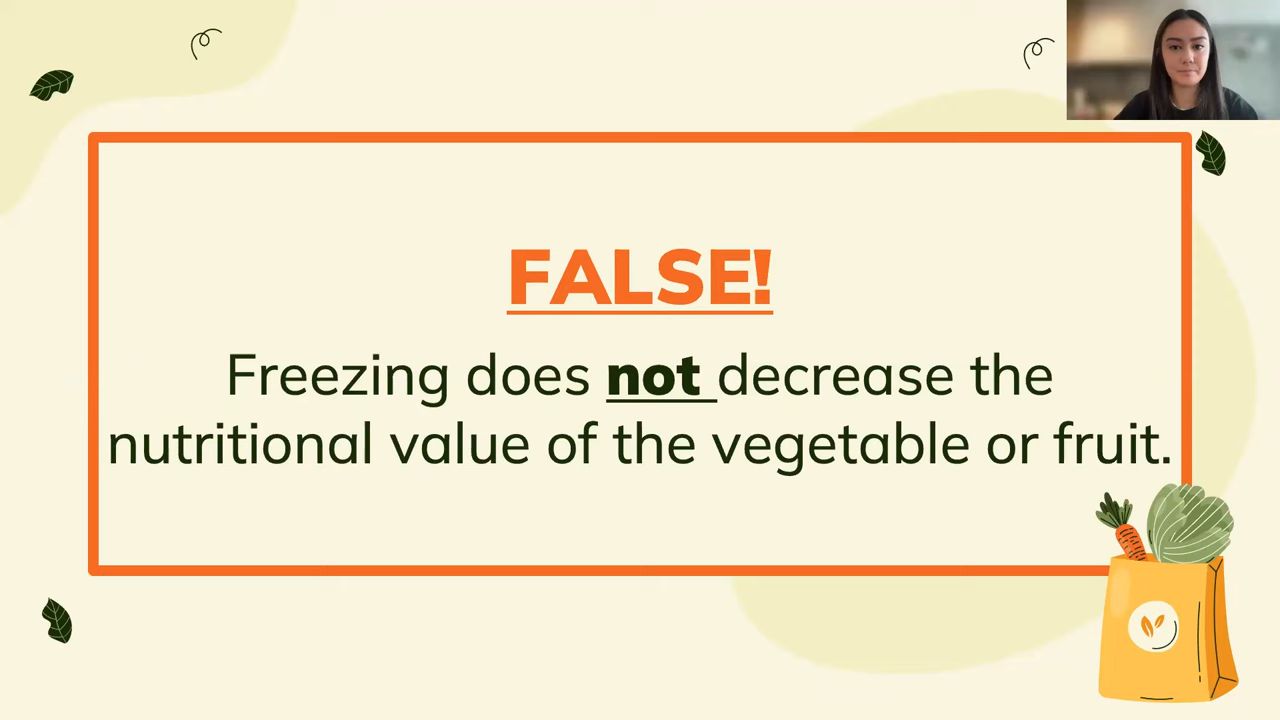 FALSE!
Freezing does not decrease the
nutritional value of the vegetable or fruit.